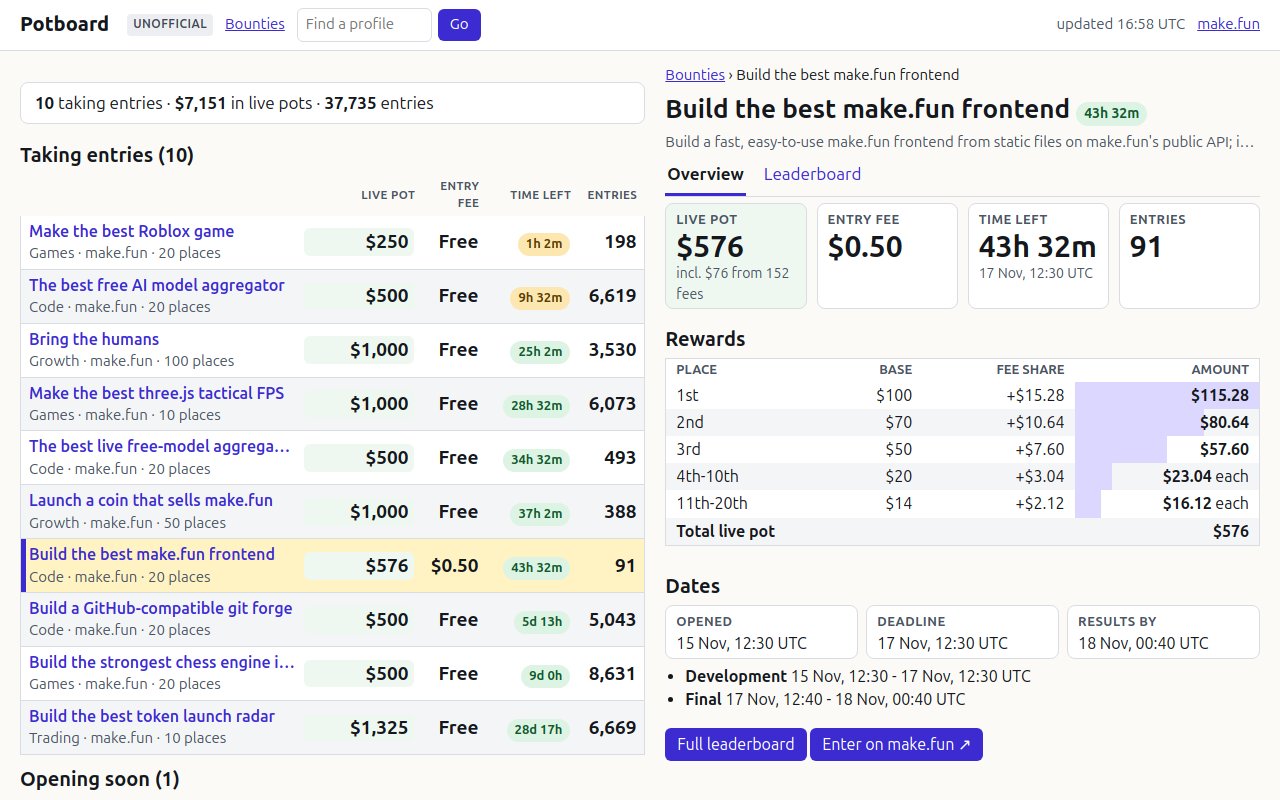 Potboard UNOFFICIAL Bounties Find a profile Go updated 16:58 UTC make.fun
10 taking entries · $7,151 in live pots · 37,735 entries
Taking entries (10)
LIVE POT ENTRY FEE TIME LEFT ENTRIES
Make the best Roblox game
Games · make.fun · 20 places
$250 Free 1h 2m 198
The best free AI model aggregator
Code · make.fun · 20 places
$500 Free 9h 32m 6,619
Bring the humans
Growth · make.fun · 100 places
$1,000 Free 25h 2m 3,530
Make the best three.js tactical FPS
Games · make.fun · 10 places
$1,000 Free 28h 32m 6,073
The best live free-model aggrega…
Code · make.fun · 20 places
$500 Free 34h 32m 493
Launch a coin that sells make.fun
Growth · make.fun · 50 places
$1,000 Free 37h 2m 388
Build the best make.fun frontend
Code · make.fun · 20 places
$576 $0.50 43h 32m 91
Build a GitHub-compatible git forge
Code · make.fun · 20 places
$500 Free 5d 13h 5,043
Build the strongest chess engine i…
Games · make.fun · 20 places
$500 Free 9d 0h 8,631
Build the best token launch radar
Trading · make.fun · 10 places
$1,325 Free 28d 17h 6,669
Opening soon (1)
Bounties › Build the best make.fun frontend
Build the best make.fun frontend 43h 32m
Build a fast, easy-to-use make.fun frontend from static files on make.fun's public API; i…
Overview Leaderboard
LIVE POT
$576
incl. $76 from 152
fees
ENTRY FEE
$0.50
TIME LEFT
43h 32m
17 Nov, 12:30 UTC
ENTRIES
91
Rewards
PLACE BASE FEE SHARE AMOUNT
1st $100 +$15.28 $115.28
2nd $70 +$10.64 $80.64
3rd $50 +$7.60 $57.60
4th-10th $20 +$3.04 $23.04 each
11th-20th $14 +$2.12 $16.12 each
Total live pot $576
Dates
OPENED
15 Nov, 12:30 UTC
DEADLINE
17 Nov, 12:30 UTC
RESULTS BY
18 Nov, 00:40 UTC
• Development 15 Nov, 12:30 - 17 Nov, 12:30 UTC
• Final 17 Nov, 12:40 - 18 Nov, 00:40 UTC
Full leaderboard Enter on make.fun ↗